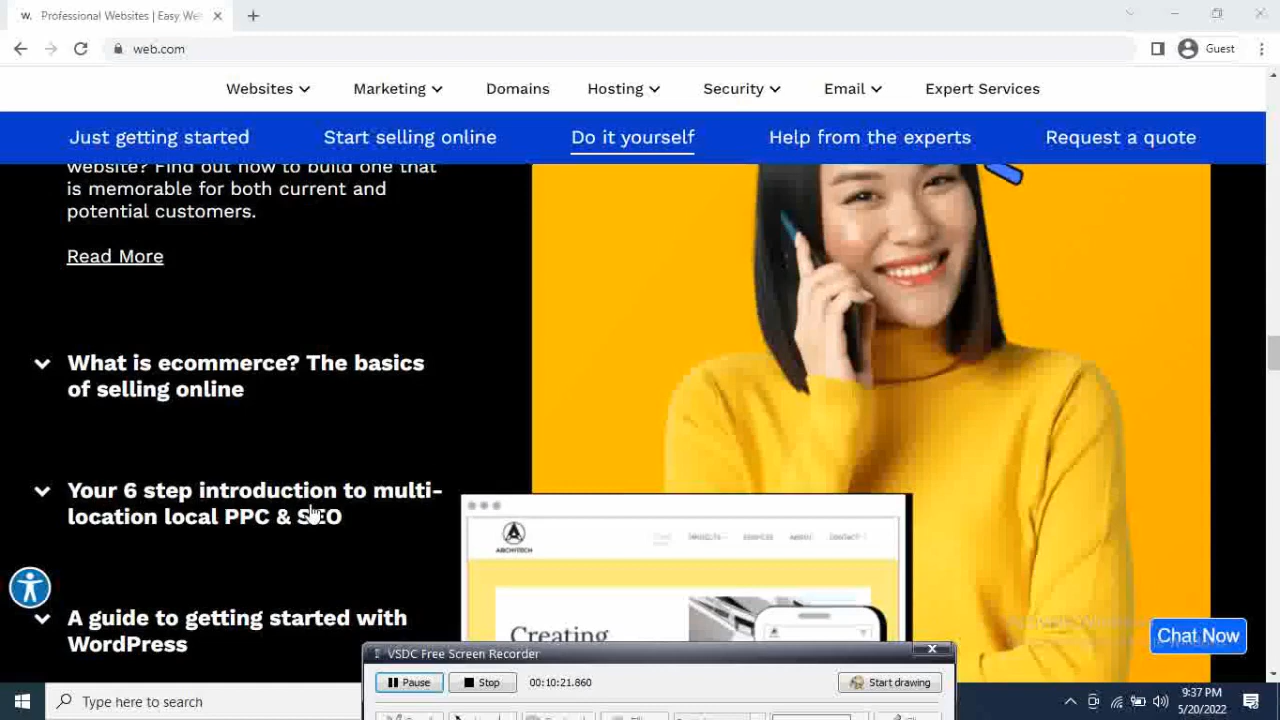 w. Professional Websites | Easy We
web.com
Guest
Websites Marketing Domains Hosting Security Email Expert Services
Just getting started Start selling online Do it yourself Help from the experts Request a quote
website? Find out how to build one that
is memorable for both current and
potential customers.
Read More
What is ecommerce? The basics
of selling online
Your 6 step introduction to multi-
location local PPC & SEO
A guide to getting started with
WordPress
ARCHYTECH
PROJECTS SERVICES ABOUT CONTACT
Creating
Chat Now
VSDC Free Screen Recorder
Pause Stop 00:10:21.860 Start drawing
Type here to search
9:37 PM
5/20/2022